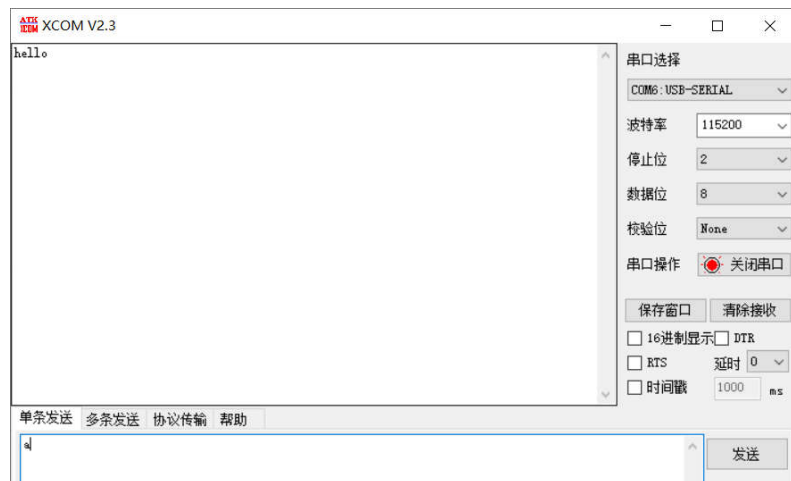 ATK XCOM XCOM V2.3
hello
串口选择
COM6:USB-SERIAL
波特率 115200
停止位 2
数据位 8
校验位 None
串口操作 关闭串口
保存窗口 清除接收
16进制显示 DTR
RTS 延时 0
时间戳 1000 ms
单条发送 多条发送 协议传输 帮助
a
发送